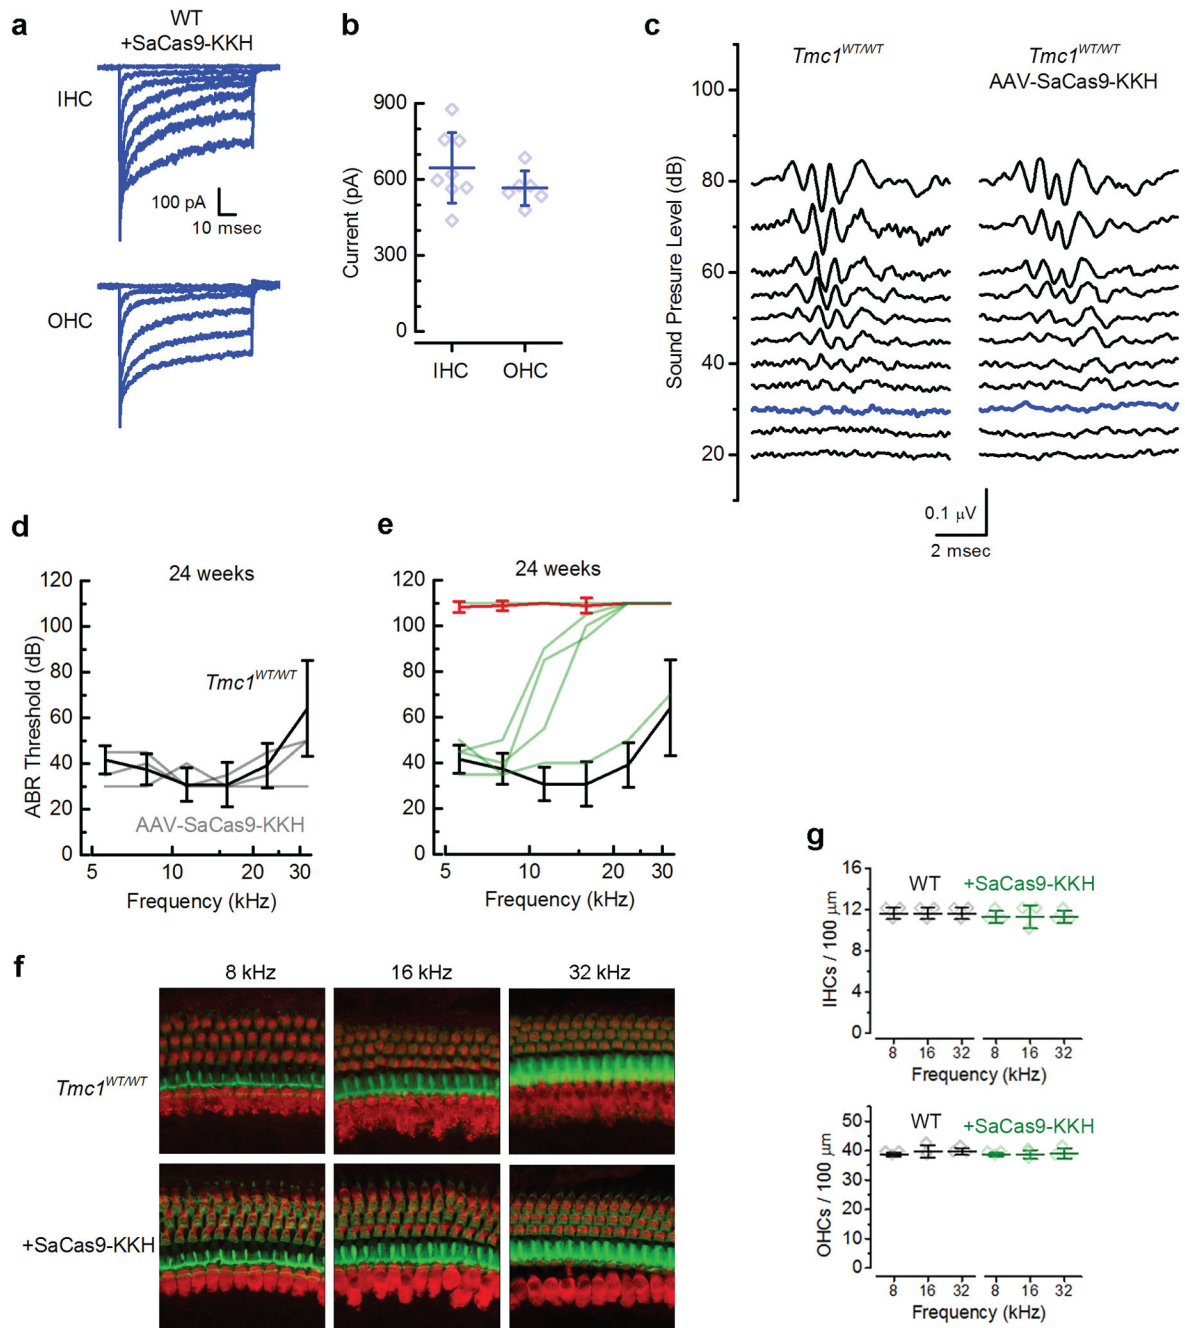 a
WT
+SaCas9-KKH
IHC
100 pA
10 msec
OHC
b
900
600
300
0
Current (pA)
IHC
OHC
c
Tmc1WT/WT
Tmc1WT/WT
AAV-SaCas9-KKH
100
80
60
40
20
Sound Presure Level (dB)
0.1 µV
2 msec
d
24 weeks
120
100
80
60
40
20
0
ABR Threshold (dB)
Tmc1WT/WT
AAV-SaCas9-KKH
5
10
20
30
Frequency (kHz)
e
24 weeks
120
100
80
60
40
20
0
5
10
20
30
Frequency (kHz)
f
8 kHz
16 kHz
32 kHz
Tmc1WT/WT
+SaCas9-KKH
g
WT
+SaCas9-KKH
16
12
8
4
0
IHCs / 100 µm
8 16 32 8 16 32
Frequency (kHz)
WT
+SaCas9-KKH
50
40
30
20
10
0
OHCs / 100 µm
8 16 32 8 16 32
Frequency (kHz)